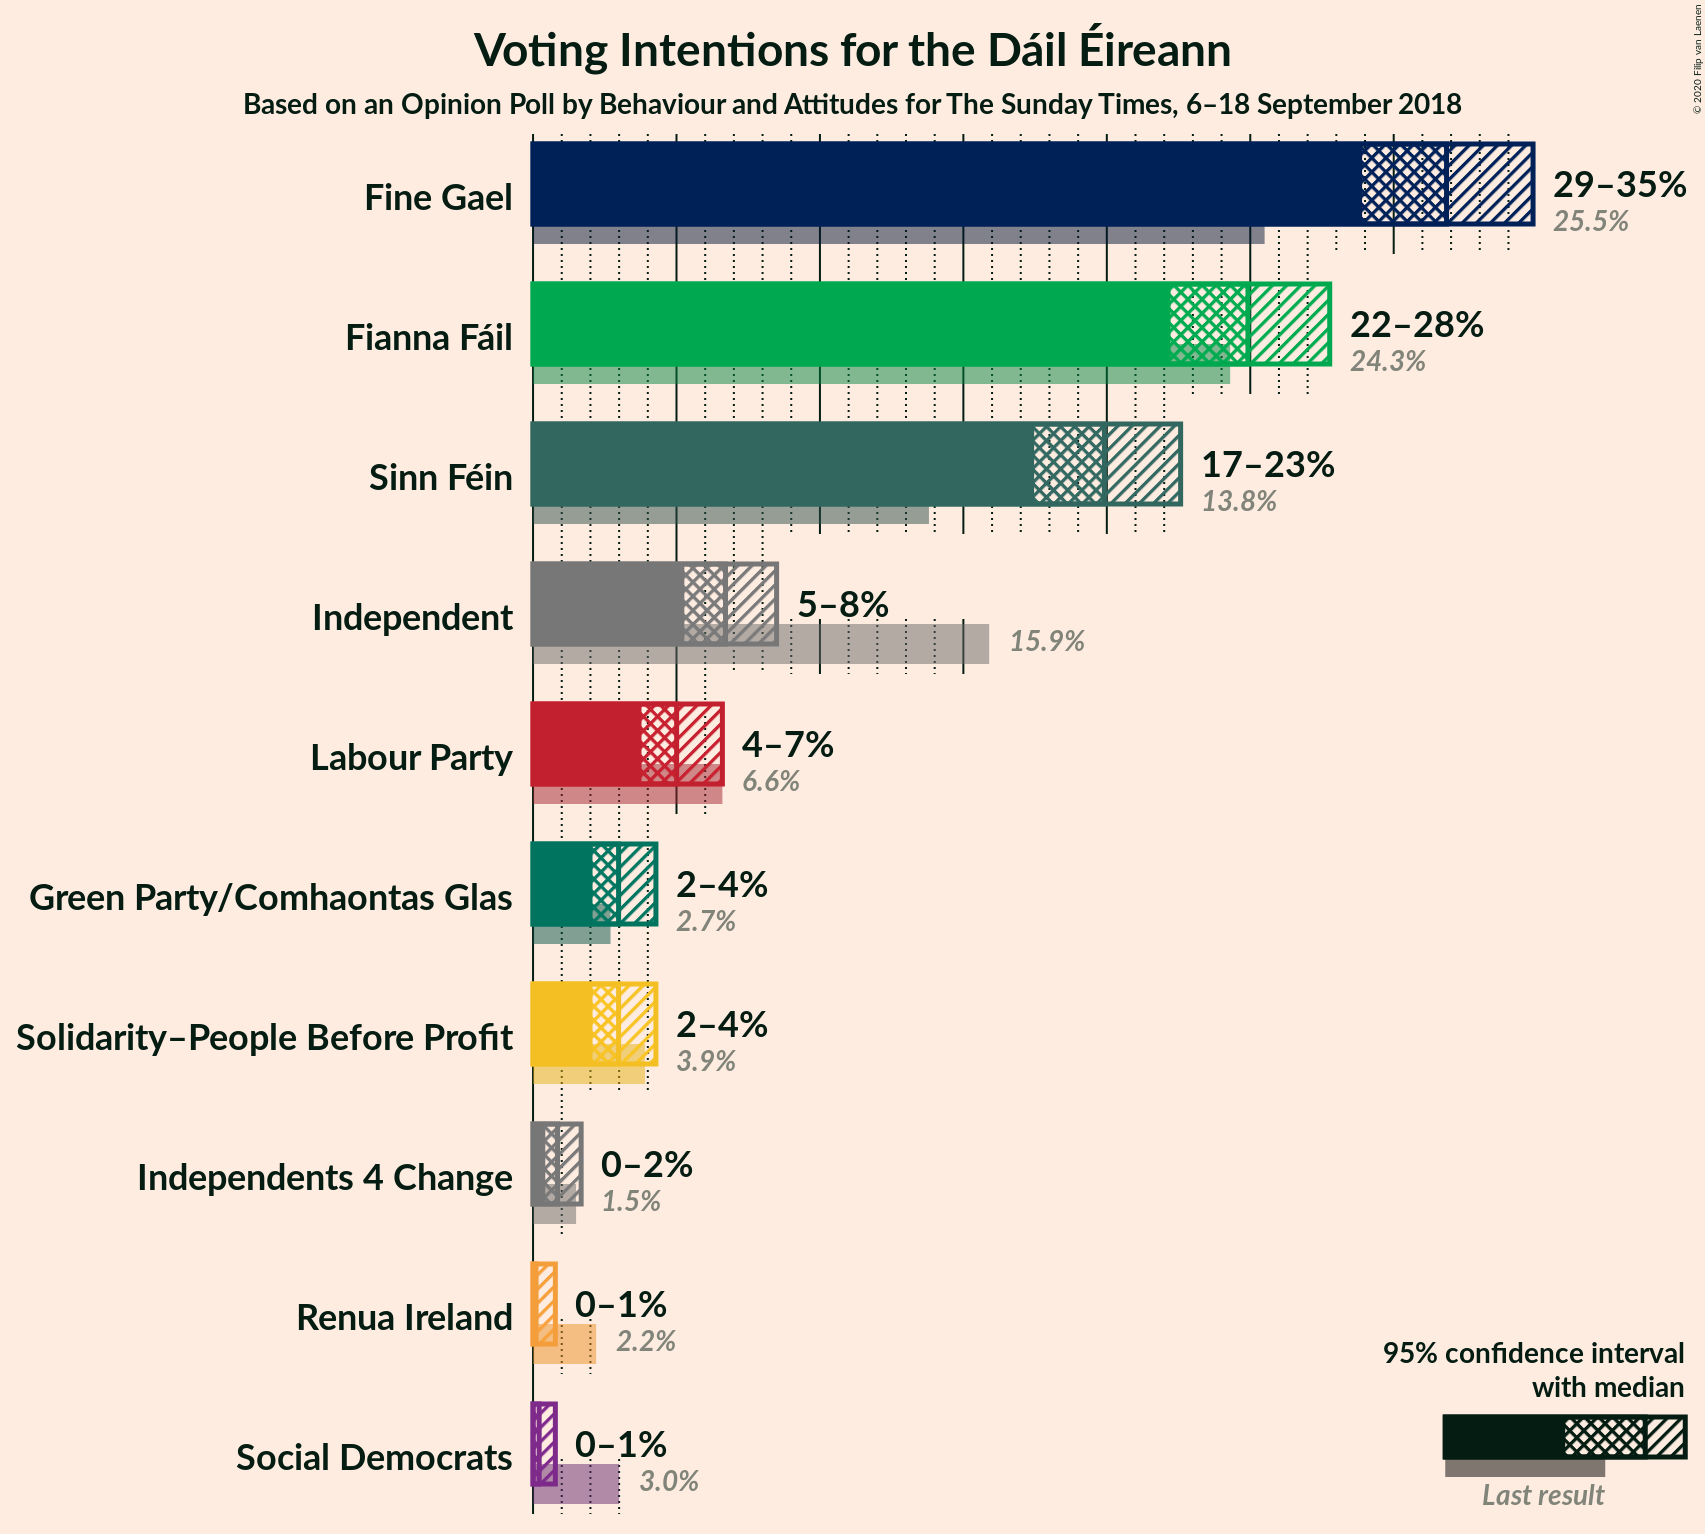 Voting Intentions for the Dáil Éireann
Based on an Opinion Poll by Behaviour and Attitudes for The Sunday Times, 6–18 September 2018
© 2020 Filip van Laenen
Fine Gael
29–35%
25.5%
Fianna Fáil
22–28%
24.3%
Sinn Féin
17–23%
13.8%
Independent
5–8%
15.9%
Labour Party
4–7%
6.6%
Green Party/Comhaontas Glas
2–4%
2.7%
Solidarity–People Before Profit
2–4%
3.9%
Independents 4 Change
0–2%
1.5%
Renua Ireland
0–1%
2.2%
Social Democrats
0–1%
3.0%
95% confidence interval
with median
Last result